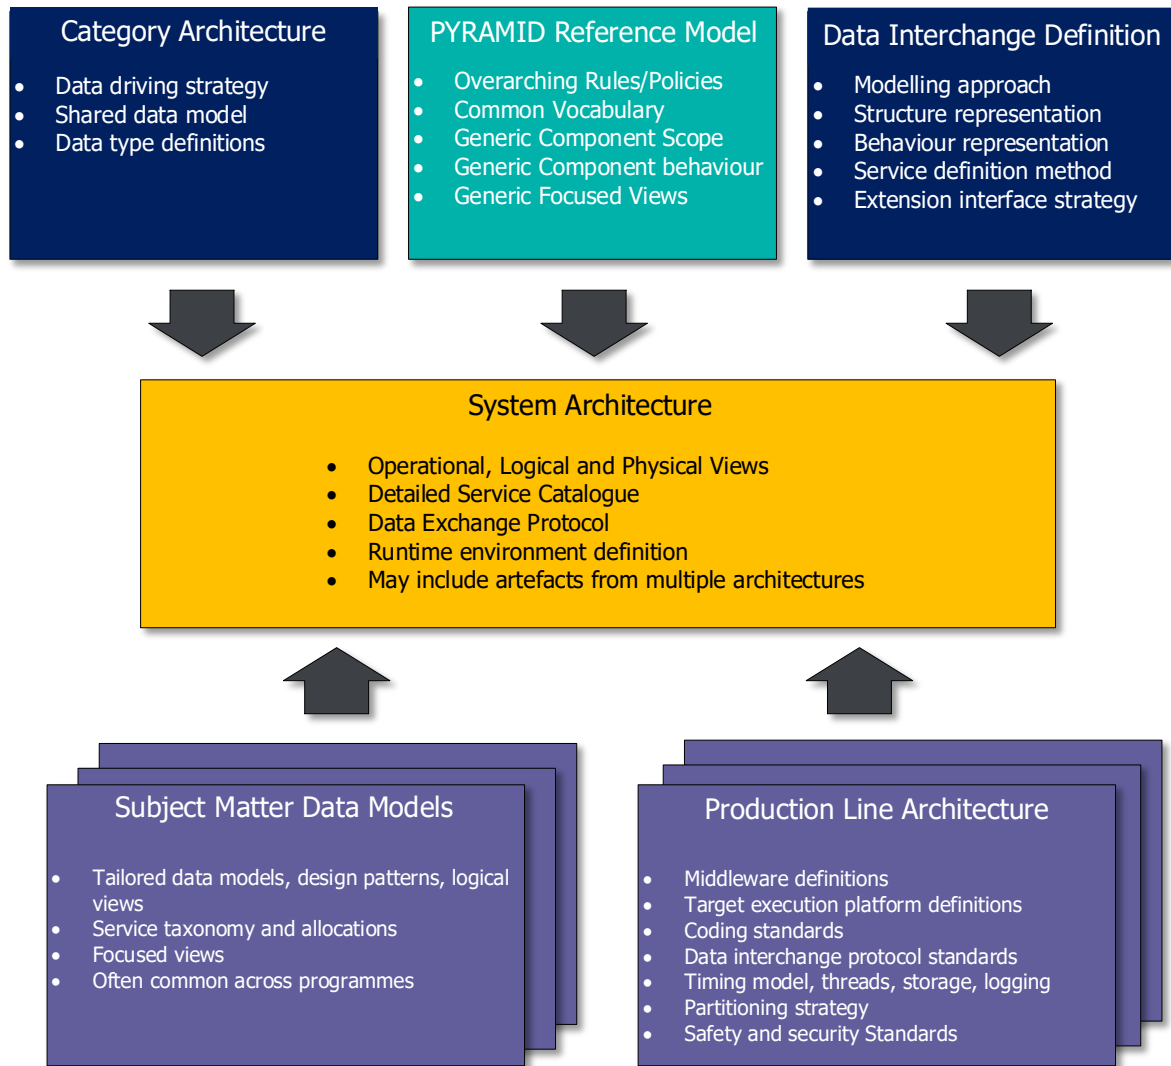 Category Architecture
• Data driving strategy
• Shared data model
• Data type definitions
PYRAMID Reference Model
• Overarching Rules/Policies
• Common Vocabulary
• Generic Component Scope
• Generic Component behaviour
• Generic Focused Views
Data Interchange Definition
• Modelling approach
• Structure representation
• Behaviour representation
• Service definition method
• Extension interface strategy
System Architecture
• Operational, Logical and Physical Views
• Detailed Service Catalogue
• Data Exchange Protocol
• Runtime environment definition
• May include artefacts from multiple architectures
Subject Matter Data Models
• Tailored data models, design patterns, logical
views
• Service taxonomy and allocations
• Focused views
• Often common across programmes
Production Line Architecture
• Middleware definitions
• Target execution platform definitions
• Coding standards
• Data interchange protocol standards
• Timing model, threads, storage, logging
• Partitioning strategy
• Safety and security Standards